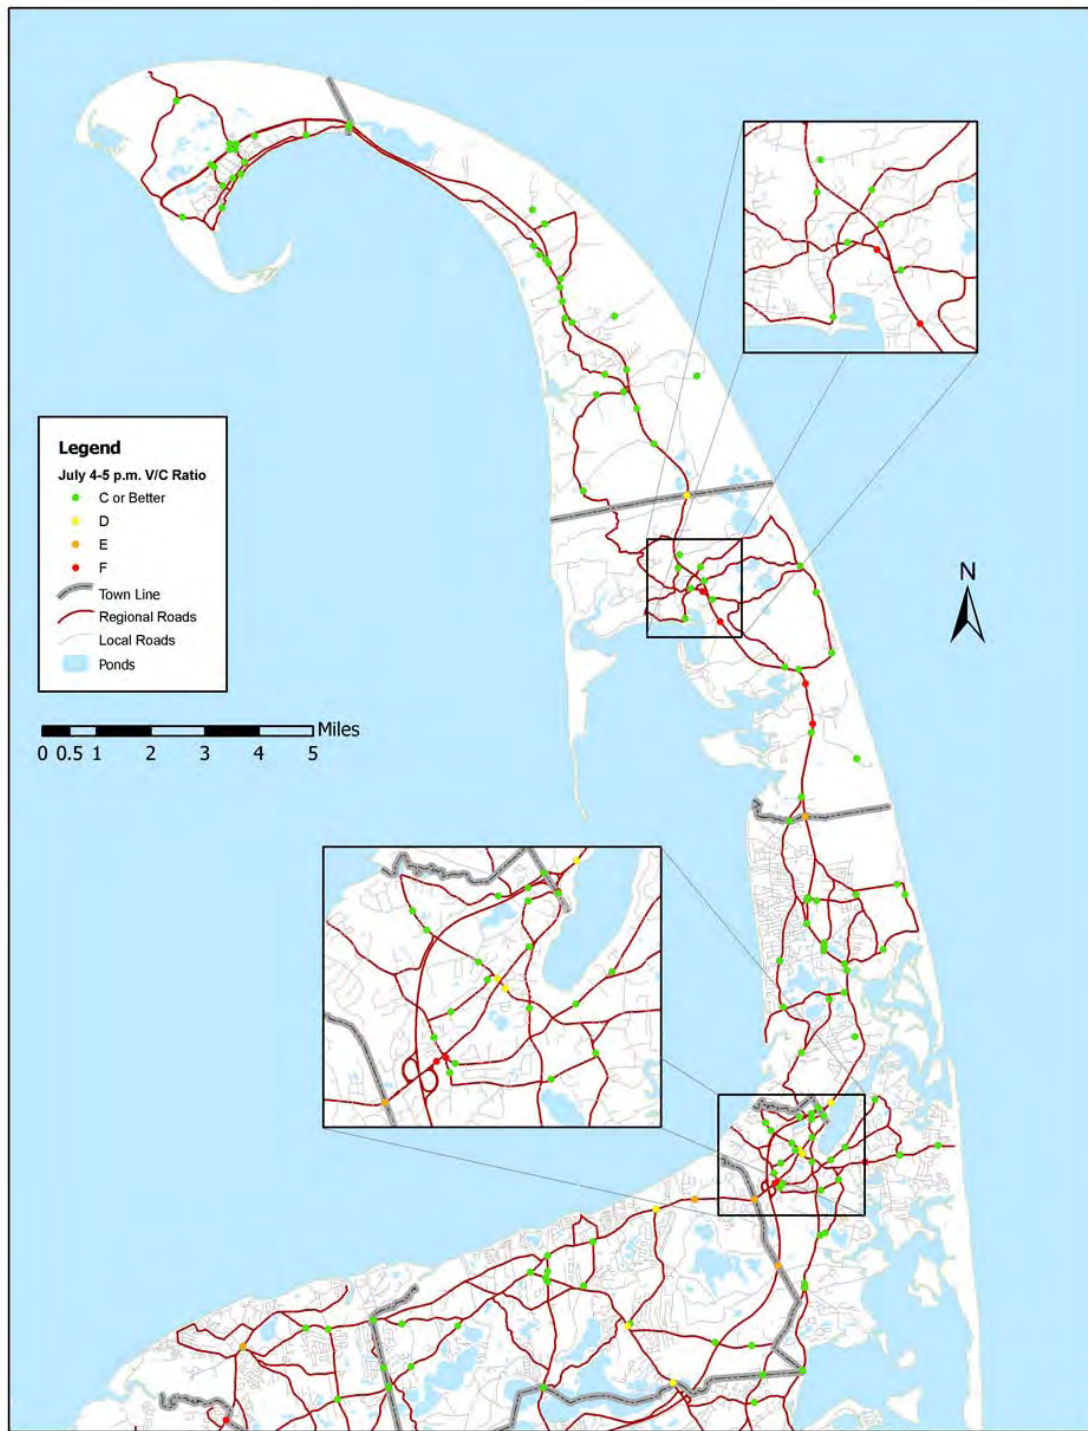 Legend
July 4-5 p.m. V/C Ratio
C or Better
D
E
F
Town Line
Regional Roads
Local Roads
Ponds
N
Miles
0 0.5 1 2 3 4 5